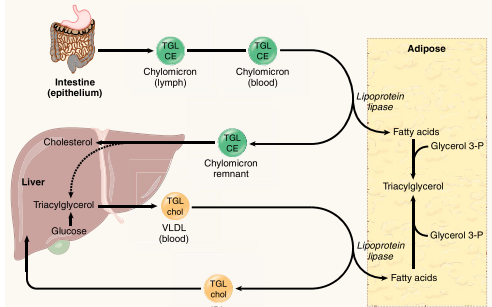 Intestine
(epithelium)
TGL
CE
Chylomicron
(lymph)
TGL
CE
Chylomicron
(blood)
Adipose
Lipoprotein
lipase
Fatty acids
Glycerol 3-P
Triacylglycerol
Glycerol 3-P
Fatty acids
Cholesterol
TGL
CE
Chylomicron
remnant
Liver
Triacylglycerol
Glucose
TGL
chol
VLDL
(blood)
Lipoprotein
lipase
TGL
chol